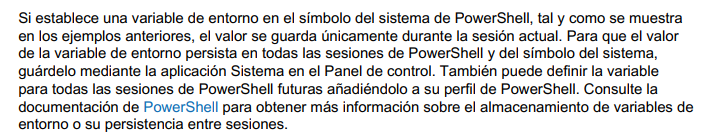 Si establece una variable de entorno en el símbolo del sistema de PowerShell, tal y como se muestra
en los ejemplos anteriores, el valor se guarda únicamente durante la sesión actual. Para que el valor
de la variable de entorno persista en todas las sesiones de PowerShell y del símbolo del sistema,
guárdelo mediante la aplicación Sistema en el Panel de control. También puede definir la variable
para todas las sesiones de PowerShell futuras añadiéndolo a su perfil de PowerShell. Consulte la
documentación de PowerShell para obtener más información sobre el almacenamiento de variables de
entorno o su persistencia entre sesiones.